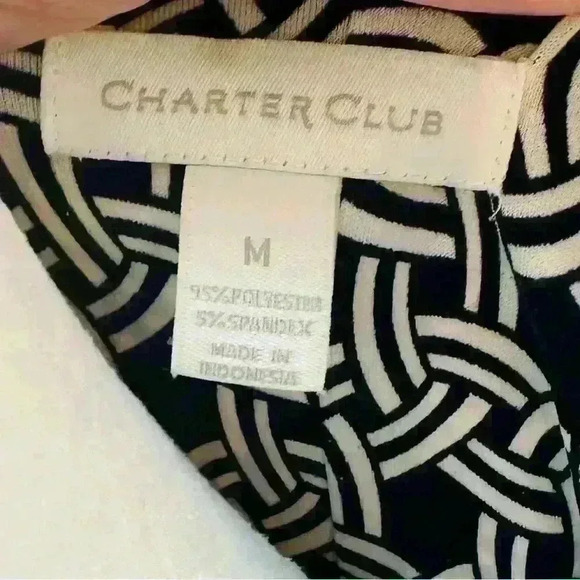 CHARTER CLUB
M
95% POLYESTER
5% SPANDEX
MADE IN
INDONESIA